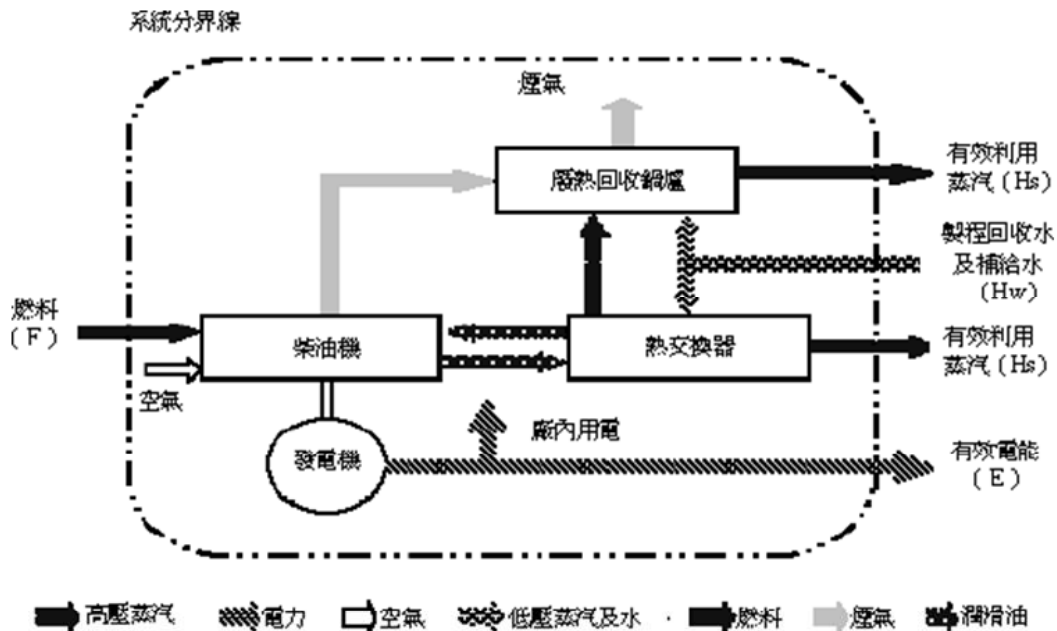 系統分界線
煙氣
廢熱回收鍋爐
有效利用
蒸汽(Hs)
製程回收水
及補給水
(Hw)
燃料
(F)
柴油機
熱交換器
有效利用
蒸汽(Hs)
空氣
廠內用電
發電機
有效電能
(E)
高壓蒸汽 電力 空氣 低壓蒸汽及水 燃料 煙氣 潤滑油